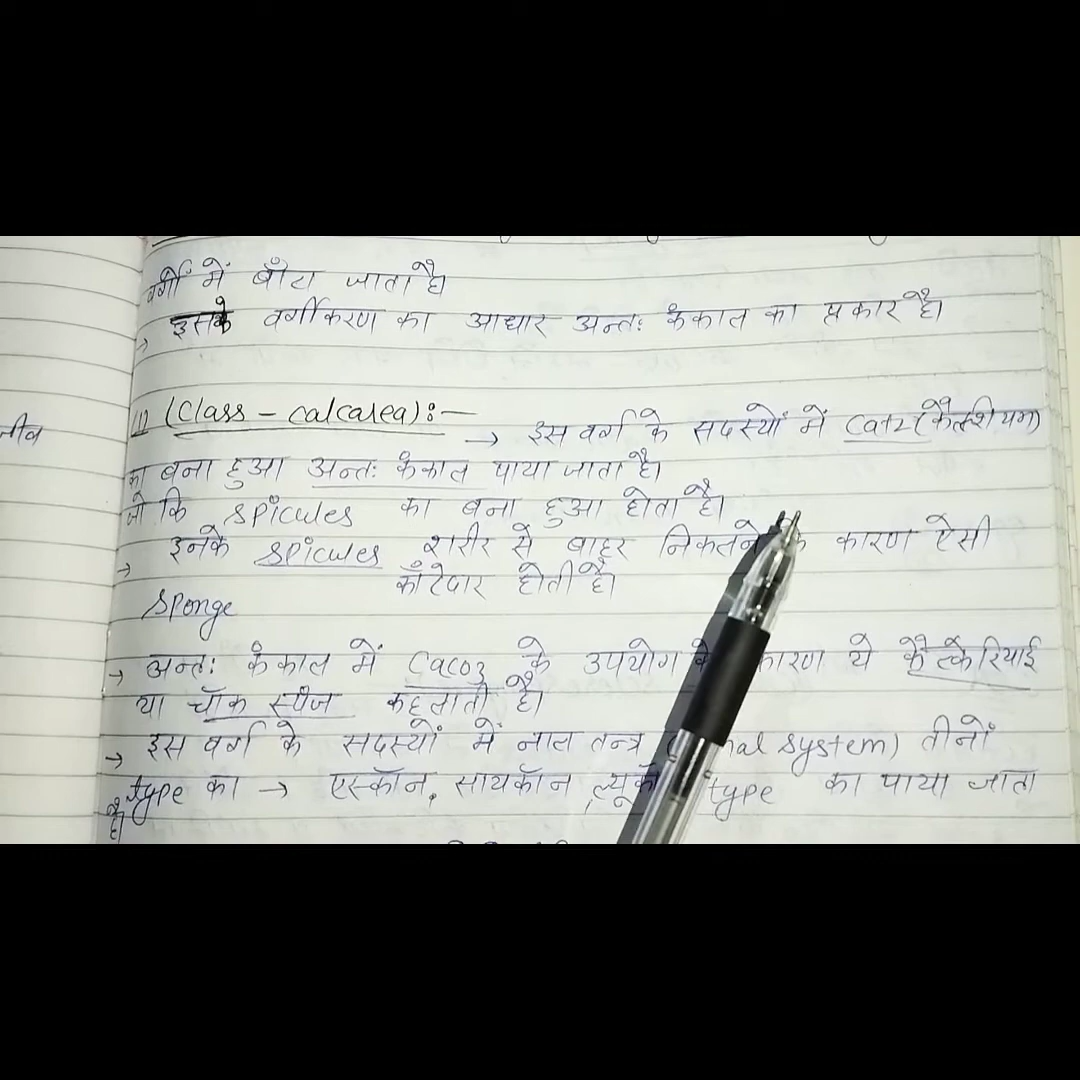 वर्गों में बाँटा जाता है।
→ इसके वर्गीकरण का आधार अन्तः कंकाल का प्रकार है।
(1) (Class - calcarea) :- → इस वर्ग के सदस्यों में Ca+2 (कैल्शियम)
का बना हुआ अन्तः कंकाल पाया जाता है।
जो कि spicules का बना हुआ होता है।
→ इनके spicules शरीर से बाहर निकलने के कारण ऐसी
sponge काँटेदार होती है।
→ अन्तः कंकाल में CaCO3 के उपयोग के कारण ये कैल्केरियाई
या चॉक स्पंज कहलाती है।
→ इस वर्ग के सदस्यों में नाल तन्त्र system) तीनों
type का → एस्कॉन, सायकॉन type का पाया जाता
है।